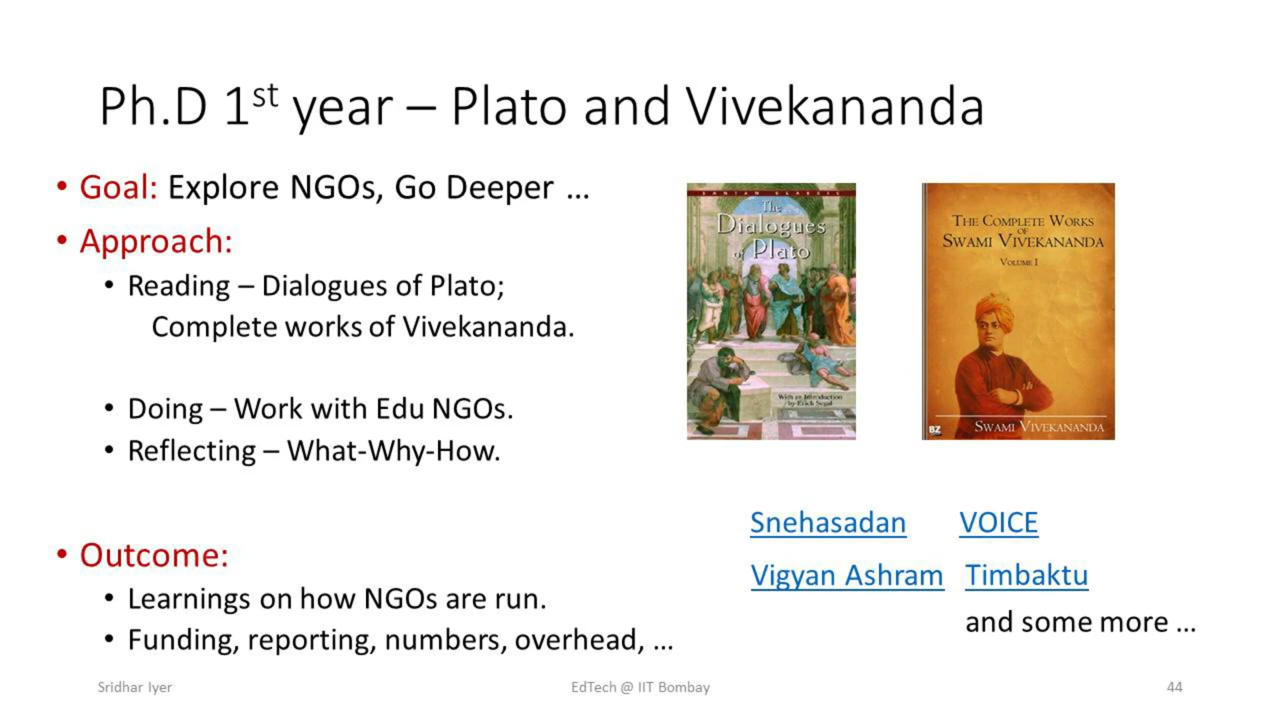 Ph.D 1st year – Plato and Vivekananda
• Goal: Explore NGOs, Go Deeper …
• Approach:
• Reading – Dialogues of Plato;
Complete works of Vivekananda.
• Doing – Work with Edu NGOs.
• Reflecting – What-Why-How.
• Outcome:
• Learnings on how NGOs are run.
• Funding, reporting, numbers, overhead, …
BANTAM CLASSICS
The
Dialogues
of Plato
With an Introduction
by Erich Segal
THE COMPLETE WORKS
OF
SWAMI VIVEKANANDA
VOLUME I
BZ
SWAMI VIVEKANANDA
Snehasadan VOICE
Vigyan Ashram Timbaktu
and some more …
Sridhar Iyer
EdTech @ IIT Bombay
44